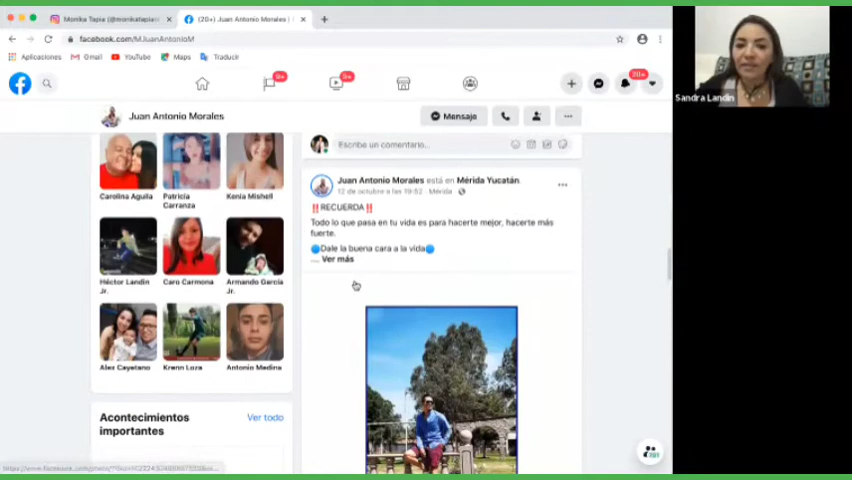 Monika Tapia (@monikatapia
(20+) Juan Antonio Morales |
facebook.com/MJuanAntonioM
Aplicaciones
Gmail
YouTube
Maps
Traducir
9+
9+
20+
Sandra Landin
Juan Antonio Morales
Mensaje
Carolina Aguila
Patricia Carranza
Kenia Mishell
Héctor Landin Jr.
Caro Carmona
Armando García Jr.
Alex Cayetano
Krenn Loza
Antonio Medina
Acontecimientos importantes
Ver todo
Escribe un comentario...
Juan Antonio Morales está en Mérida Yucatán.
12 de octubre a las 19:52 · Mérida ·
‼️RECUERDA‼️
Todo lo que pasa en tu vida es para hacerte mejor, hacerte más
fuerte.
🔵Dale la buena cara a la vida🔵
... Ver más